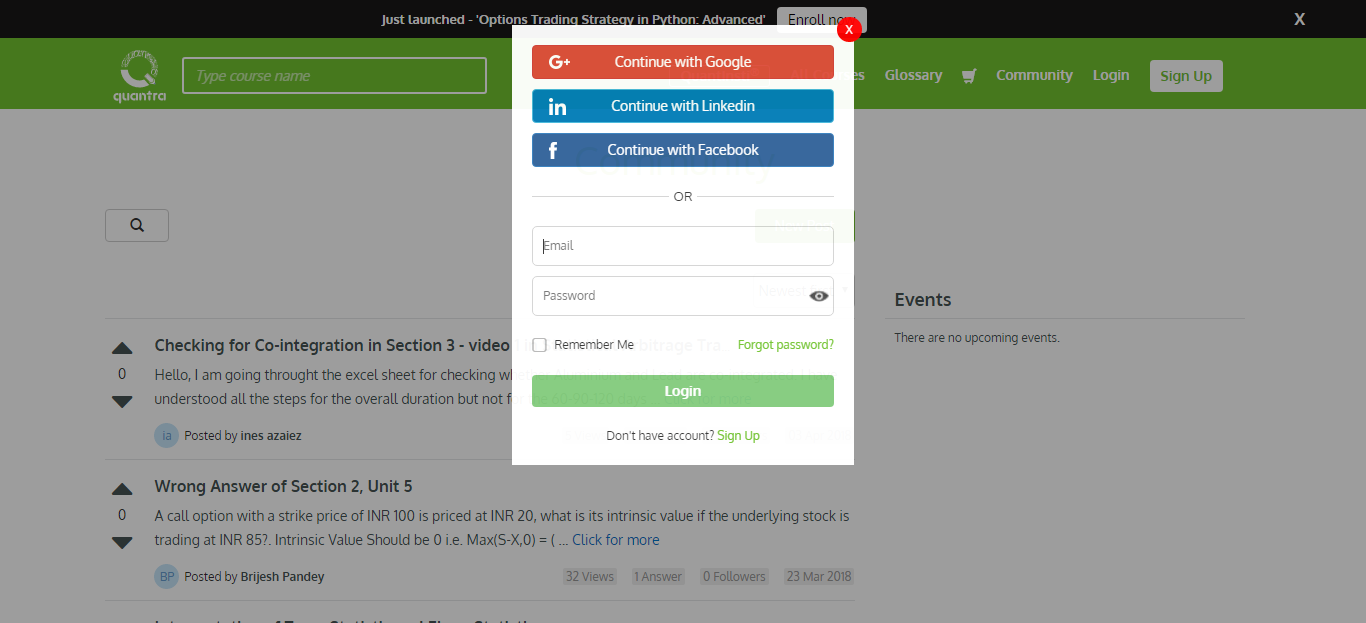 Just launched - 'Options Trading Strategy in Python: Advanced' Enroll now X
X
quantra
Type course name
Glossary Community Login Sign Up
G+ Continue with Google
in Continue with Linkedin
f Continue with Facebook
Community
OR
Email
Newest
Password
Events
There are no upcoming events.
Remember Me Forgot password?
Checking for Co-integration in Section 3 - video 1
0
Hello, I am going throught the excel sheet for checking
understood all the steps for the overall duration but not for the 60-90-120 days
Login
ia Posted by ines azaiez
Don't have account? Sign Up
Wrong Answer of Section 2, Unit 5
0
A call option with a strike price of INR 100 is priced at INR 20, what is its intrinsic value if the underlying stock is
trading at INR 85?. Intrinsic Value Should be 0 i.e. Max(S-X,0) = ( ... Click for more
BP Posted by Brijesh Pandey 32 Views 1 Answer 0 Followers 23 Mar 2018